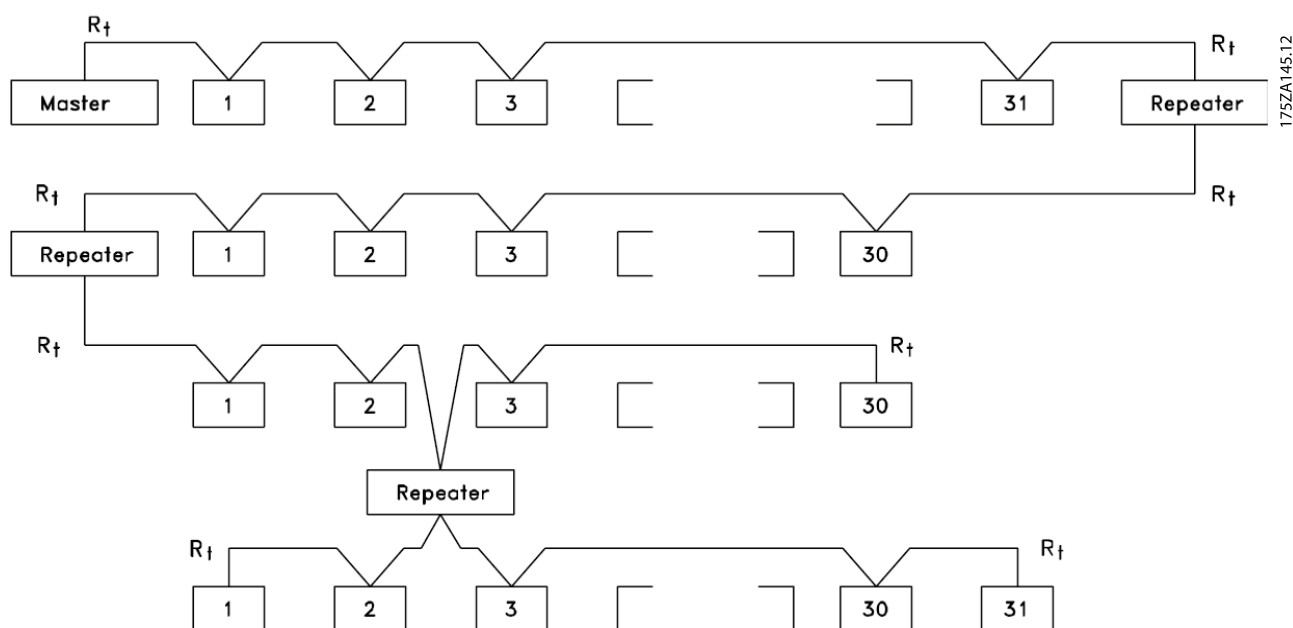 Rt Rt
Master 1 2 3 31 Repeater
175ZA145.12
Rt Rt
Repeater 1 2 3 30
Rt Rt
1 2 3 30
Repeater
Rt Rt
1 2 3 30 31